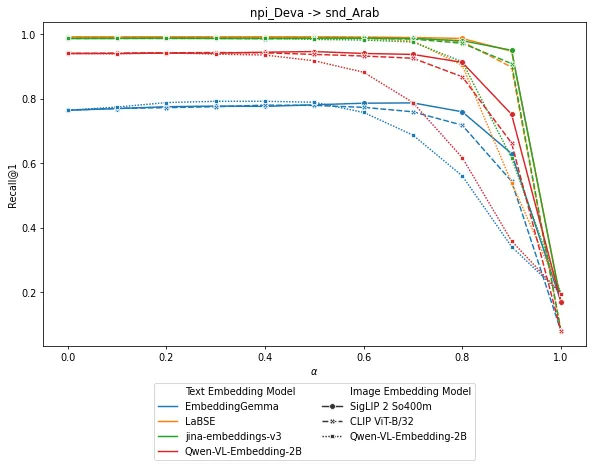 npi_Deva -> snd_Arab
1.0
0.8
0.6
0.4
0.2
Recall@1
0.0 0.2 0.4 0.6 0.8 1.0
α
Text Embedding Model Image Embedding Model
EmbeddingGemma SigLIP 2 So400m
LaBSE CLIP ViT-B/32
jina-embeddings-v3 Qwen-VL-Embedding-2B
Qwen-VL-Embedding-2B